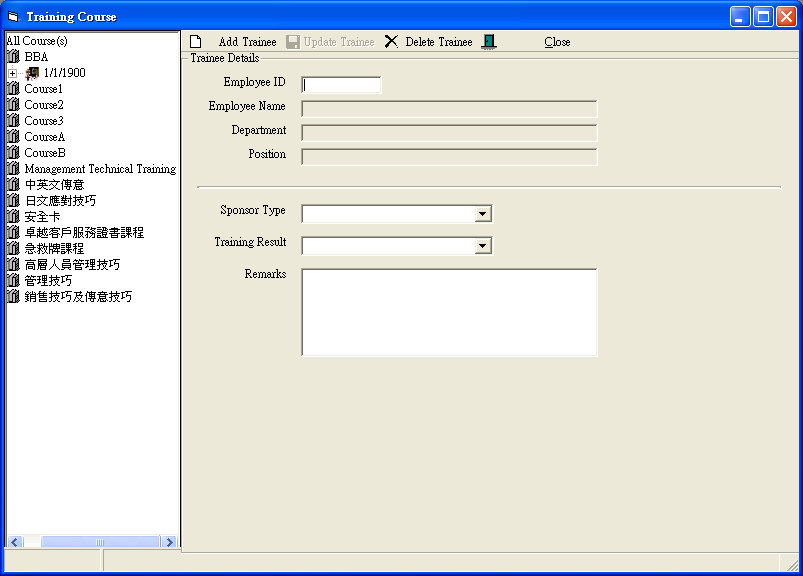 Training Course
All Course(s)
BBA
1/1/1900
Course1
Course2
Course3
CourseA
CourseB
Management Technical Training
中英文傳意
日文應對技巧
安全卡
卓越客戶服務證書課程
急救牌課程
高層人員管理技巧
管理技巧
銷售技巧及傳意技巧
Add Trainee Update Trainee Delete Trainee Close
Trainee Details
Employee ID
Employee Name
Department
Position
Sponsor Type
Training Result
Remarks